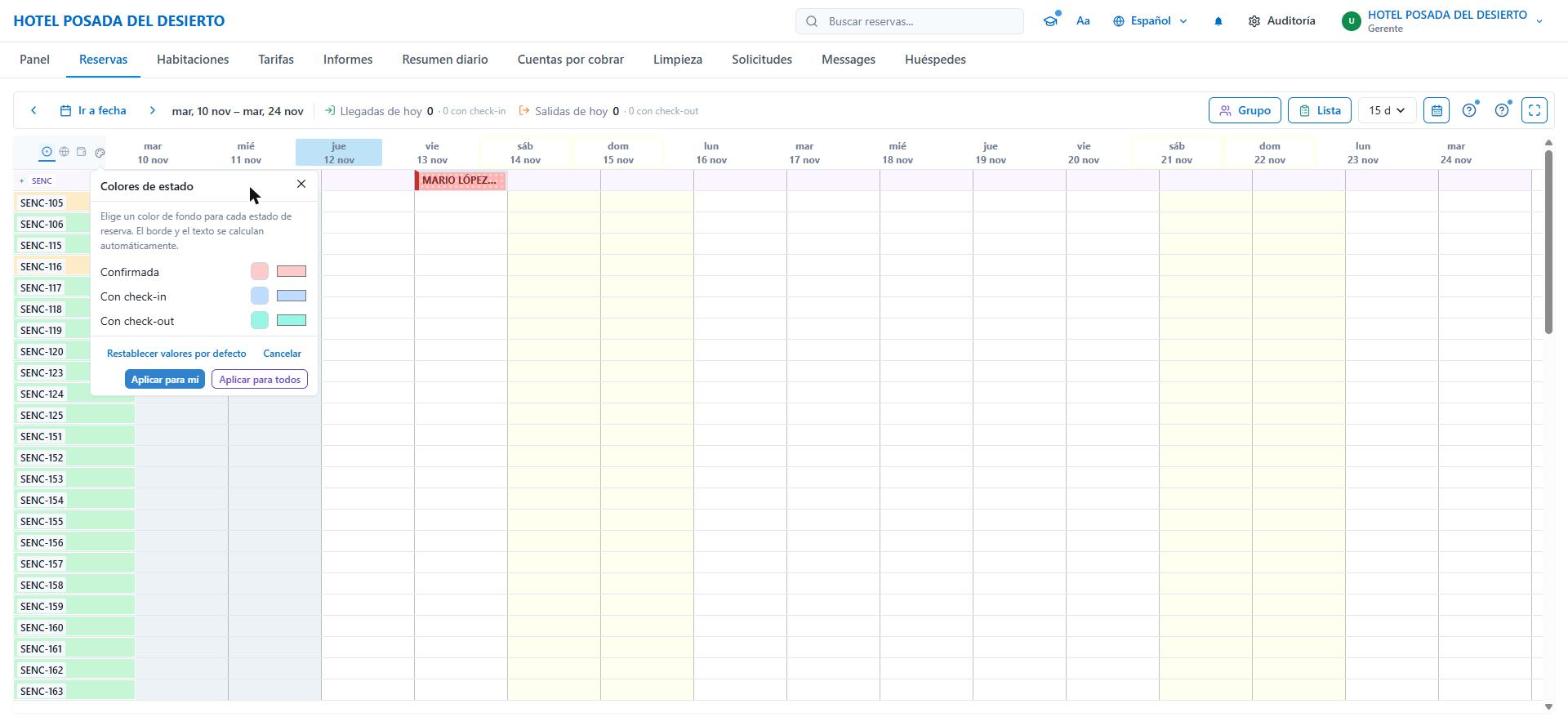 HOTEL POSADA DEL DESIERTO
Buscar reservas...
Aa
Español
Auditoría
U
HOTEL POSADA DEL DESIERTO
Gerente
Panel
Reservas
Habitaciones
Tarifas
Informes
Resumen diario
Cuentas por cobrar
Limpieza
Solicitudes
Messages
Huéspedes
Ir a fecha
mar, 10 nov – mar, 24 nov
Llegadas de hoy 0 · 0 con check-in
Salidas de hoy 0 · 0 con check-out
Grupo
Lista
15 d
mar 10 nov
mié 11 nov
jue 12 nov
vie 13 nov
sáb 14 nov
dom 15 nov
lun 16 nov
mar 17 nov
mié 18 nov
jue 19 nov
vie 20 nov
sáb 21 nov
dom 22 nov
lun 23 nov
mar 24 nov
+ SENC
MARIO LÓPEZ...
Colores de estado
Elige un color de fondo para cada estado de
reserva. El borde y el texto se calculan
automáticamente.
Confirmada
Con check-in
Con check-out
Restablecer valores por defecto
Cancelar
Aplicar para mí
Aplicar para todos
SENC-105
SENC-106
SENC-115
SENC-116
SENC-117
SENC-118
SENC-119
SENC-120
SENC-123
SENC-124
SENC-125
SENC-151
SENC-152
SENC-153
SENC-154
SENC-155
SENC-156
SENC-157
SENC-158
SENC-159
SENC-160
SENC-161
SENC-162
SENC-163